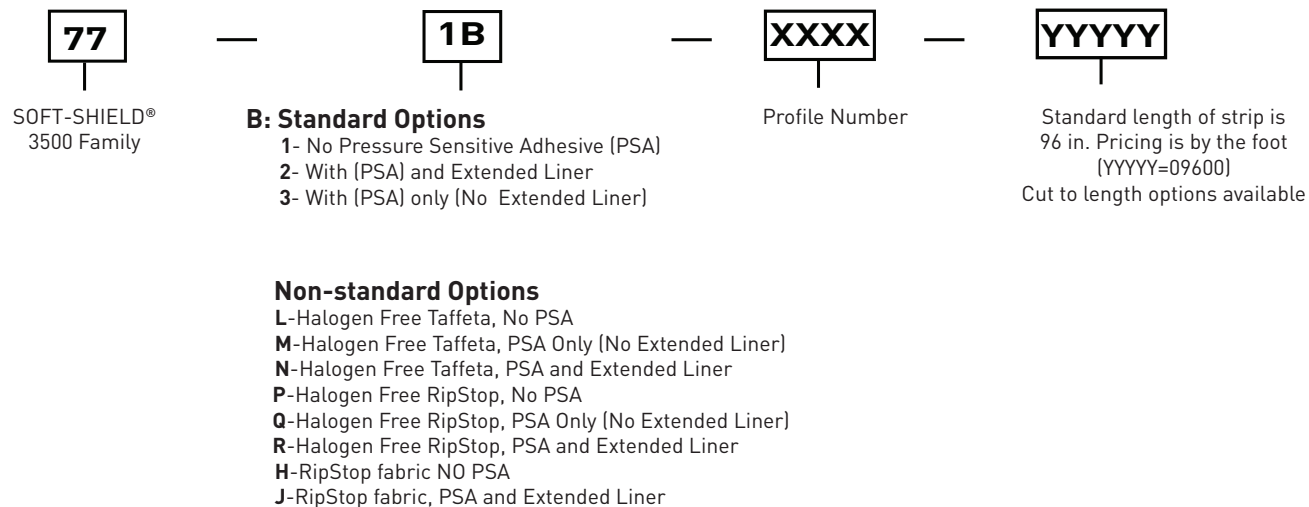 77 — 1B — XXXX — YYYYY
SOFT-SHIELD®
3500 Family
B: Standard Options
1- No Pressure Sensitive Adhesive (PSA)
2- With (PSA) and Extended Liner
3- With (PSA) only (No Extended Liner)
Profile Number
Standard length of strip is
96 in. Pricing is by the foot
(YYYYY=09600)
Cut to length options available
Non-standard Options
L-Halogen Free Taffeta, No PSA
M-Halogen Free Taffeta, PSA Only (No Extended Liner)
N-Halogen Free Taffeta, PSA and Extended Liner
P-Halogen Free RipStop, No PSA
Q-Halogen Free RipStop, PSA Only (No Extended Liner)
R-Halogen Free RipStop, PSA and Extended Liner
H-RipStop fabric NO PSA
J-RipStop fabric, PSA and Extended Liner